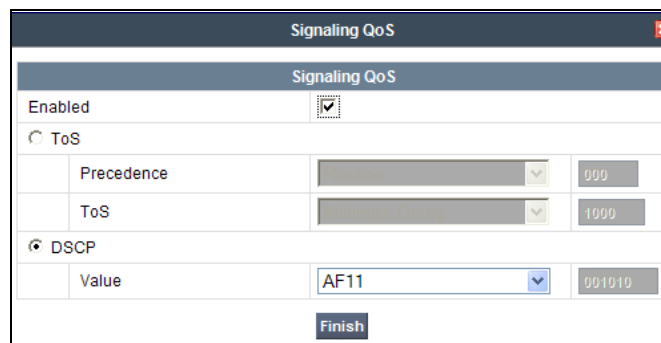 Signaling QoS
Signaling QoS
Enabled
ToS
Precedence 000
ToS 1000
DSCP
Value AF11 001010
Finish